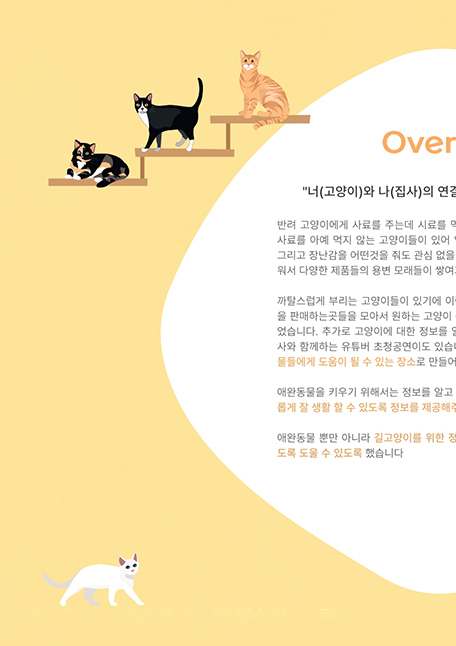 Over
"너(고양이)와 나(집사)의 연결
반려 고양이에게 사료를 주는데 시료를 먹
사료를 아예 먹지 않는 고양이들이 있어
그리고 장난감을 어떤것을 줘도 관심 없을
워서 다양한 제품들의 용변 모래들이 쌓여
까탈스럽게 부리는 고양이들이 있기에 이런
을 판매하는곳들을 모아서 원하는 고양이
었습니다. 추가로 고양이에 대한 정보를 알
사와 함께하는 유튜버 초청공연이도 있습니
물들에게 도움이 될 수 있는 장소로 만들어
애완동물을 키우기 위해서는 정보를 알고
롭게 잘 생활 할 수 있도록 정보를 제공해주
애완동물 뿐만 아니라 길고양이를 위한 정
도록 도울 수 있도록 했습니다